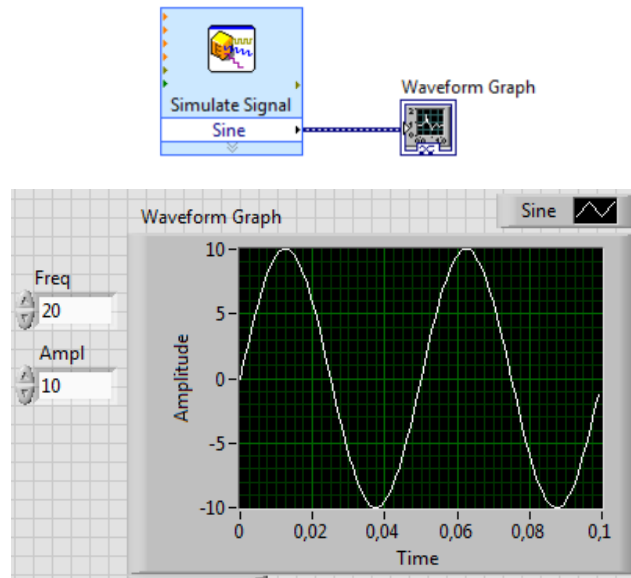 Simulate Signal
Sine
Waveform Graph
Waveform Graph
Sine
Freq
20
Ampl
10
Amplitude
10
5
0
-5
-10
0
0,02
0,04
0,06
0,08
0,1
Time